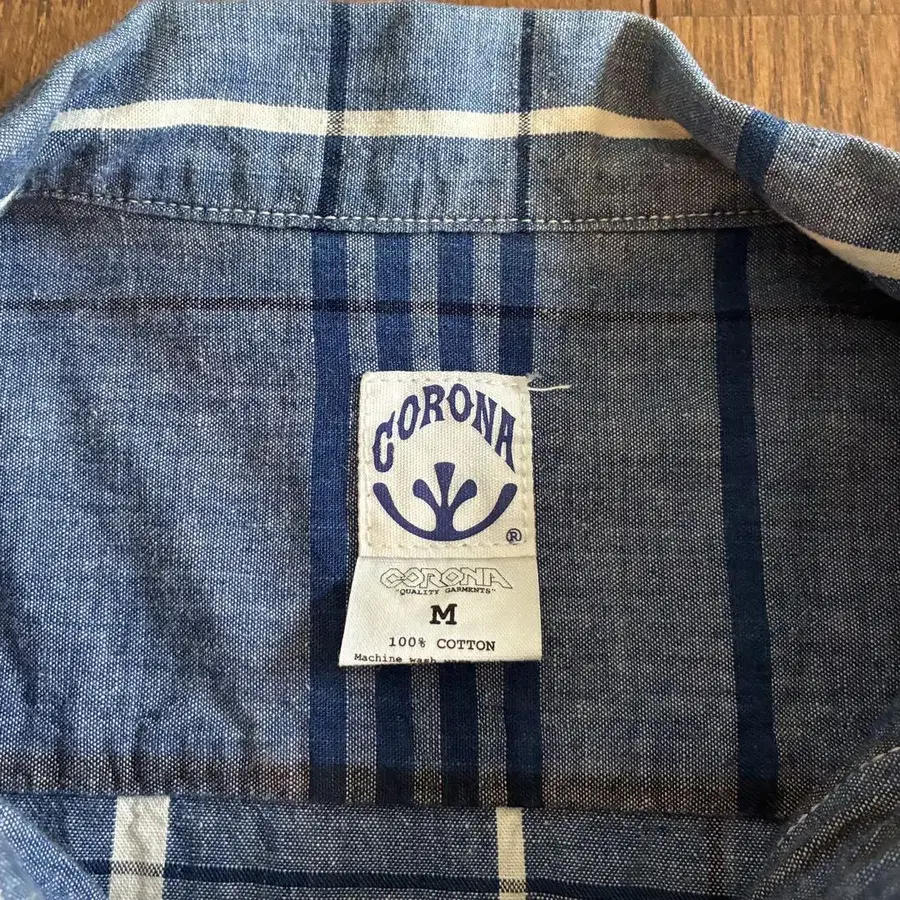 CORONA
®
CORONA
"QUALITY GARMENTS"
M
100% COTTON
Machine wash